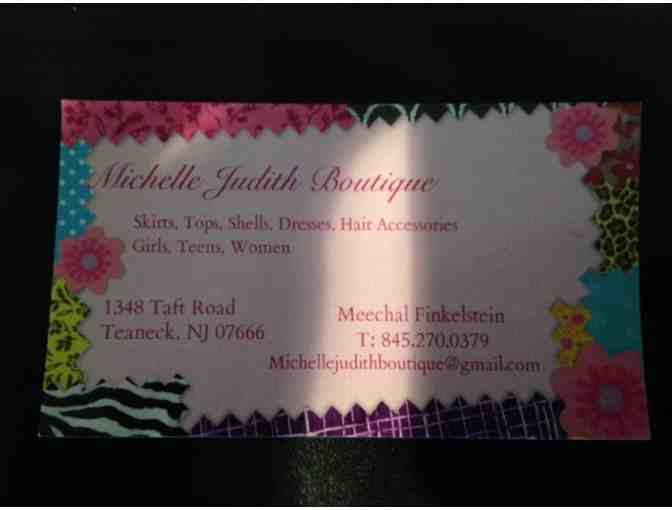 Michelle Judith Boutique
Skirts, Tops, Shells, Dresses, Hair Accessories
Girls, Teens, Women
1348 Taft Road
Teaneck, NJ 07666
Meechal Finkelstein
T: 845.270.0379
Michellejudithboutique@gmail.com